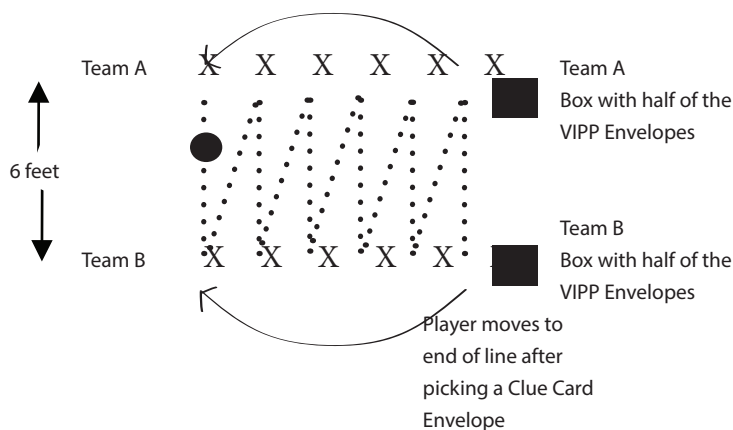 Team A X X X X X X Team A
Box with half of the
VIPP Envelopes
6 feet
Team B
Team B X X X X X Box with half of the
VIPP Envelopes
Player moves to
end of line after
picking a Clue Card
Envelope